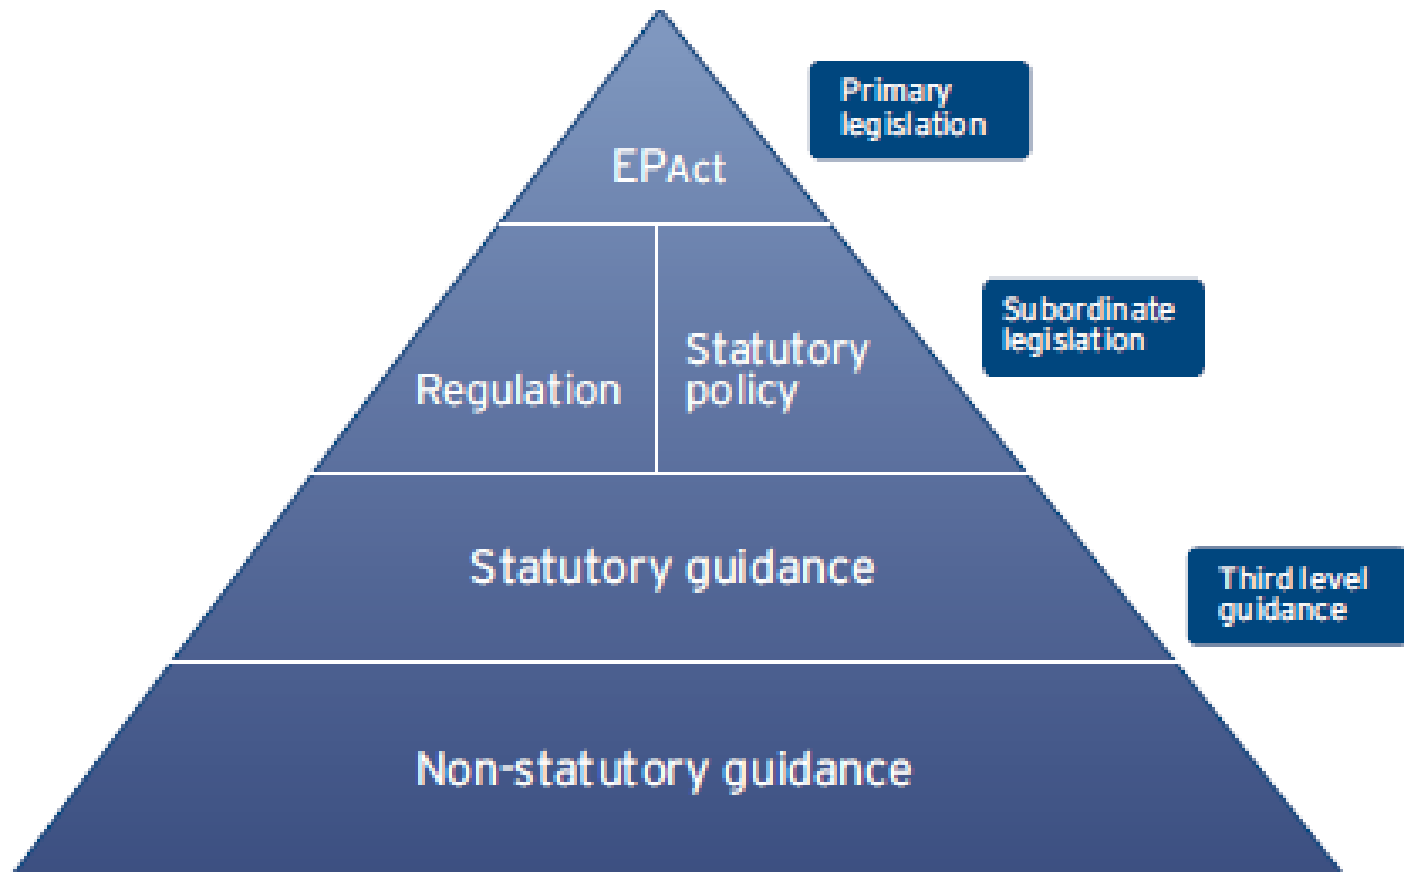 Primary
legislation
EPAct
Subordinate
legislation
Regulation
Statutory
policy
Statutory guidance
Third level
guidance
Non-statutory guidance